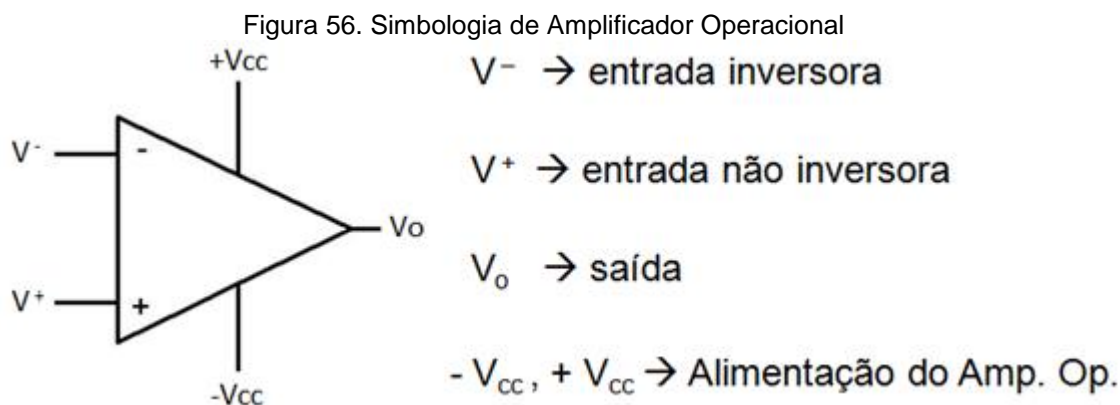 Figura 56. Simbologia de Amplificador Operacional
+Vcc
V-
-
V+
+
Vo
-Vcc
V− → entrada inversora
V+ → entrada não inversora
Vo → saída
- Vcc, + Vcc → Alimentação do Amp. Op.